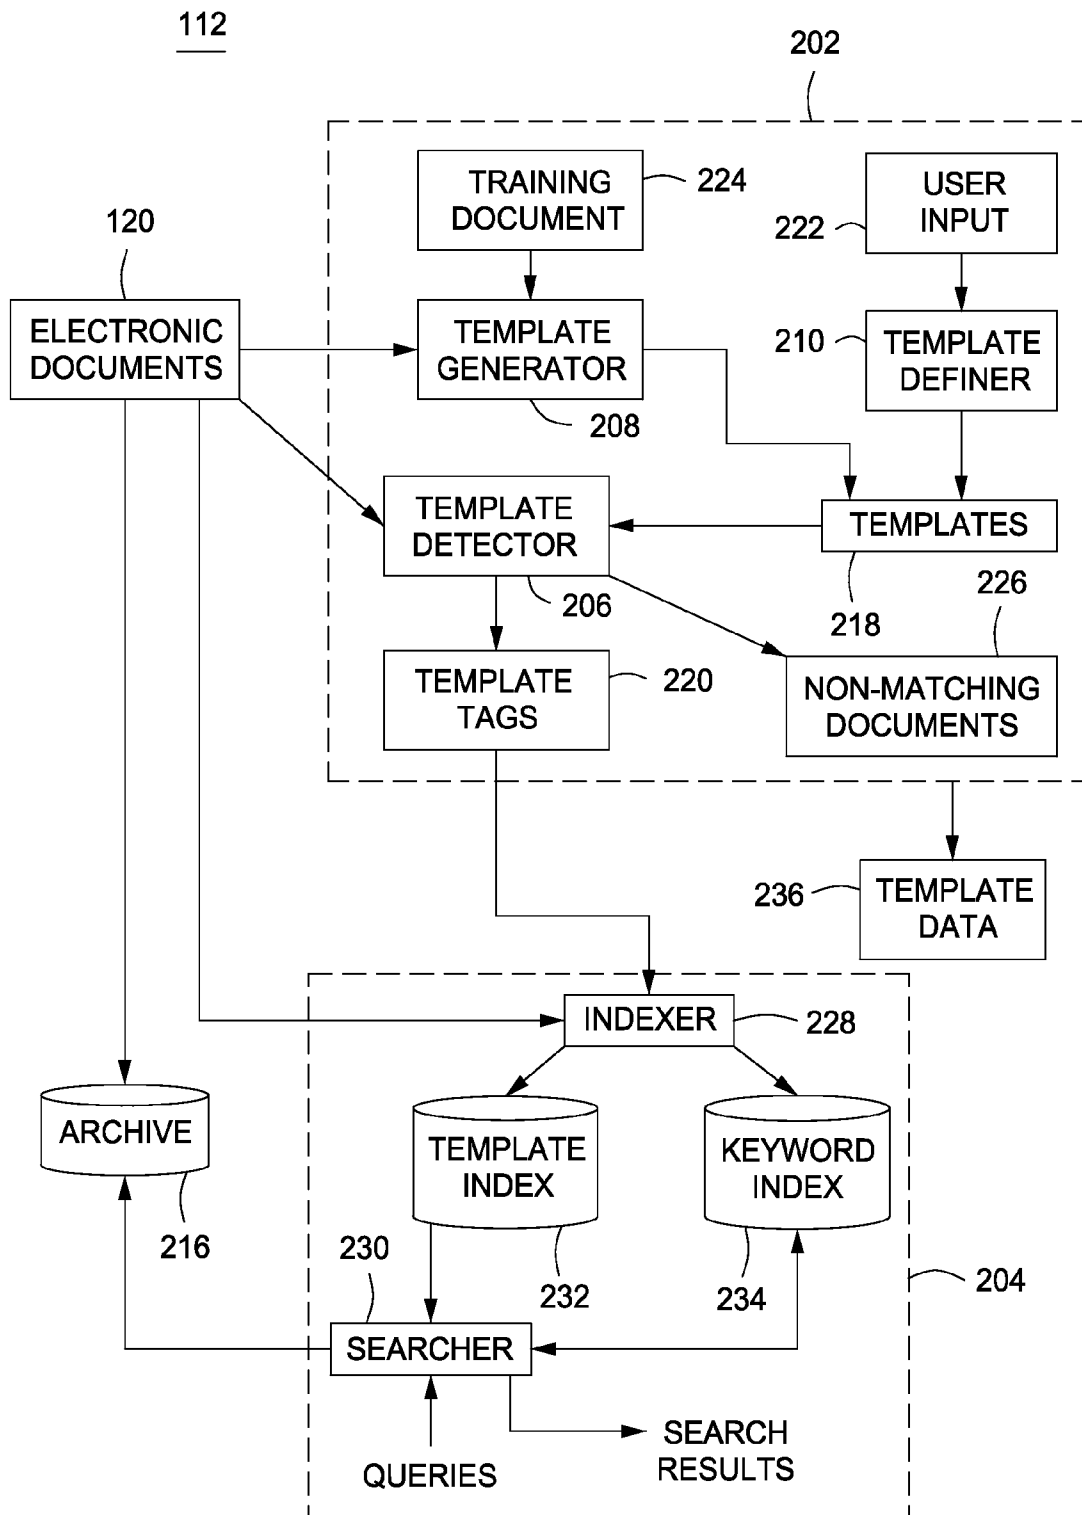 112
202
TRAINING
DOCUMENT
224
USER
INPUT
222
120
ELECTRONIC
DOCUMENTS
TEMPLATE
GENERATOR
208
210
TEMPLATE
DEFINER
TEMPLATE
DETECTOR
206
TEMPLATES
218
226
TEMPLATE
TAGS
220
NON-MATCHING
DOCUMENTS
236
TEMPLATE
DATA
INDEXER
228
ARCHIVE
216
TEMPLATE
INDEX
232
KEYWORD
INDEX
234
204
230
SEARCHER
QUERIES
SEARCH
RESULTS